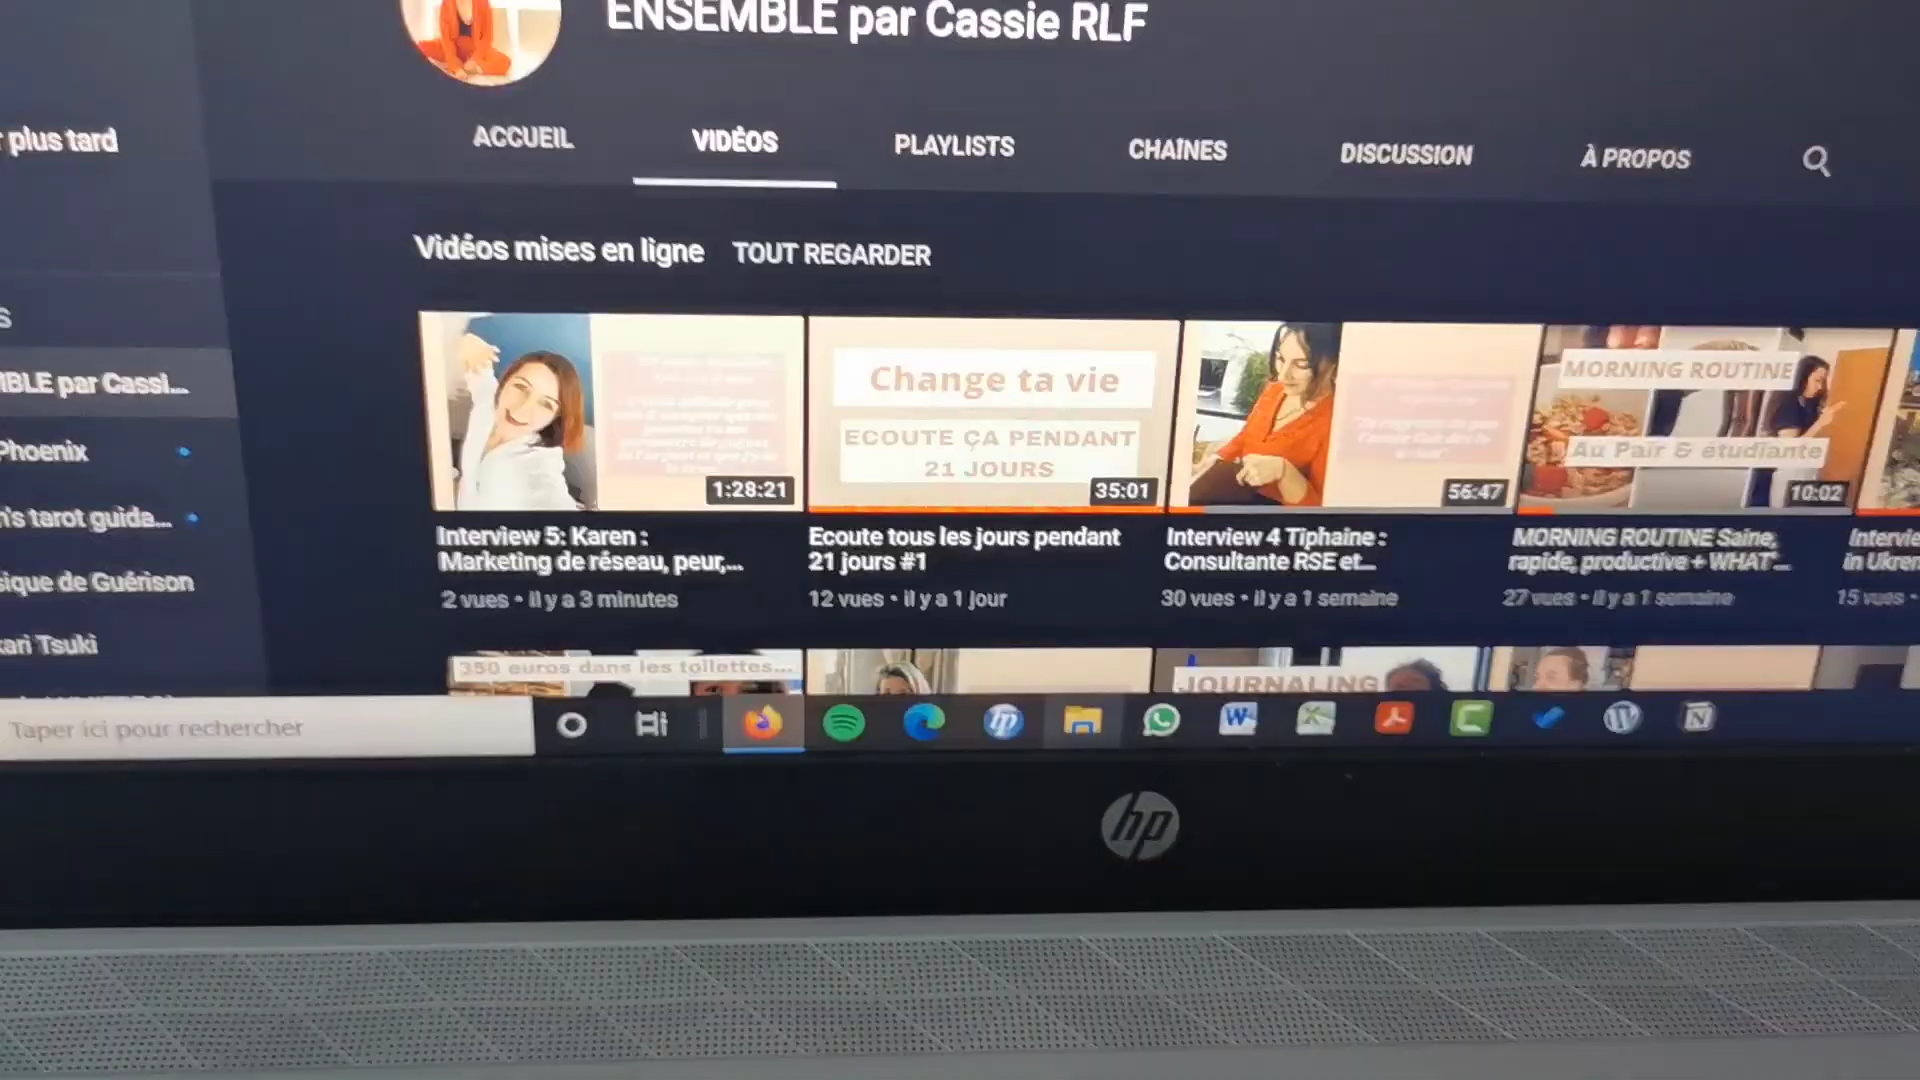 ENSEMBLE par Cassie RLF
plus tard
ACCUEIL
VIDÉOS
PLAYLISTS
CHAÎNES
DISCUSSION
À PROPOS
Vidéos mises en ligne
TOUT REGARDER
S
MBLE par Cassi...
Phoenix
n's tarot guida...
sique de Guérison
kari Tsuki
1:28:21
Change ta vie
ECOUTE ÇA PENDANT
21 JOURS
35:01
56:47
MORNING ROUTINE
Au Pair & étudiante
10:02
Interview 5: Karen :
Marketing de réseau, peur,...
2 vues • il y a 3 minutes
Ecoute tous les jours pendant
21 jours #1
12 vues • il y a 1 jour
Interview 4 Tiphaine :
Consultante RSE et...
30 vues • il y a 1 semaine
MORNING ROUTINE Saine,
rapide, productive + WHAT'...
27 vues • il y a 1 semaine
Intervie
in Ukren
15 vues •
350 euros dans les toilettes...
JOURNALING
Taper ici pour rechercher
hp